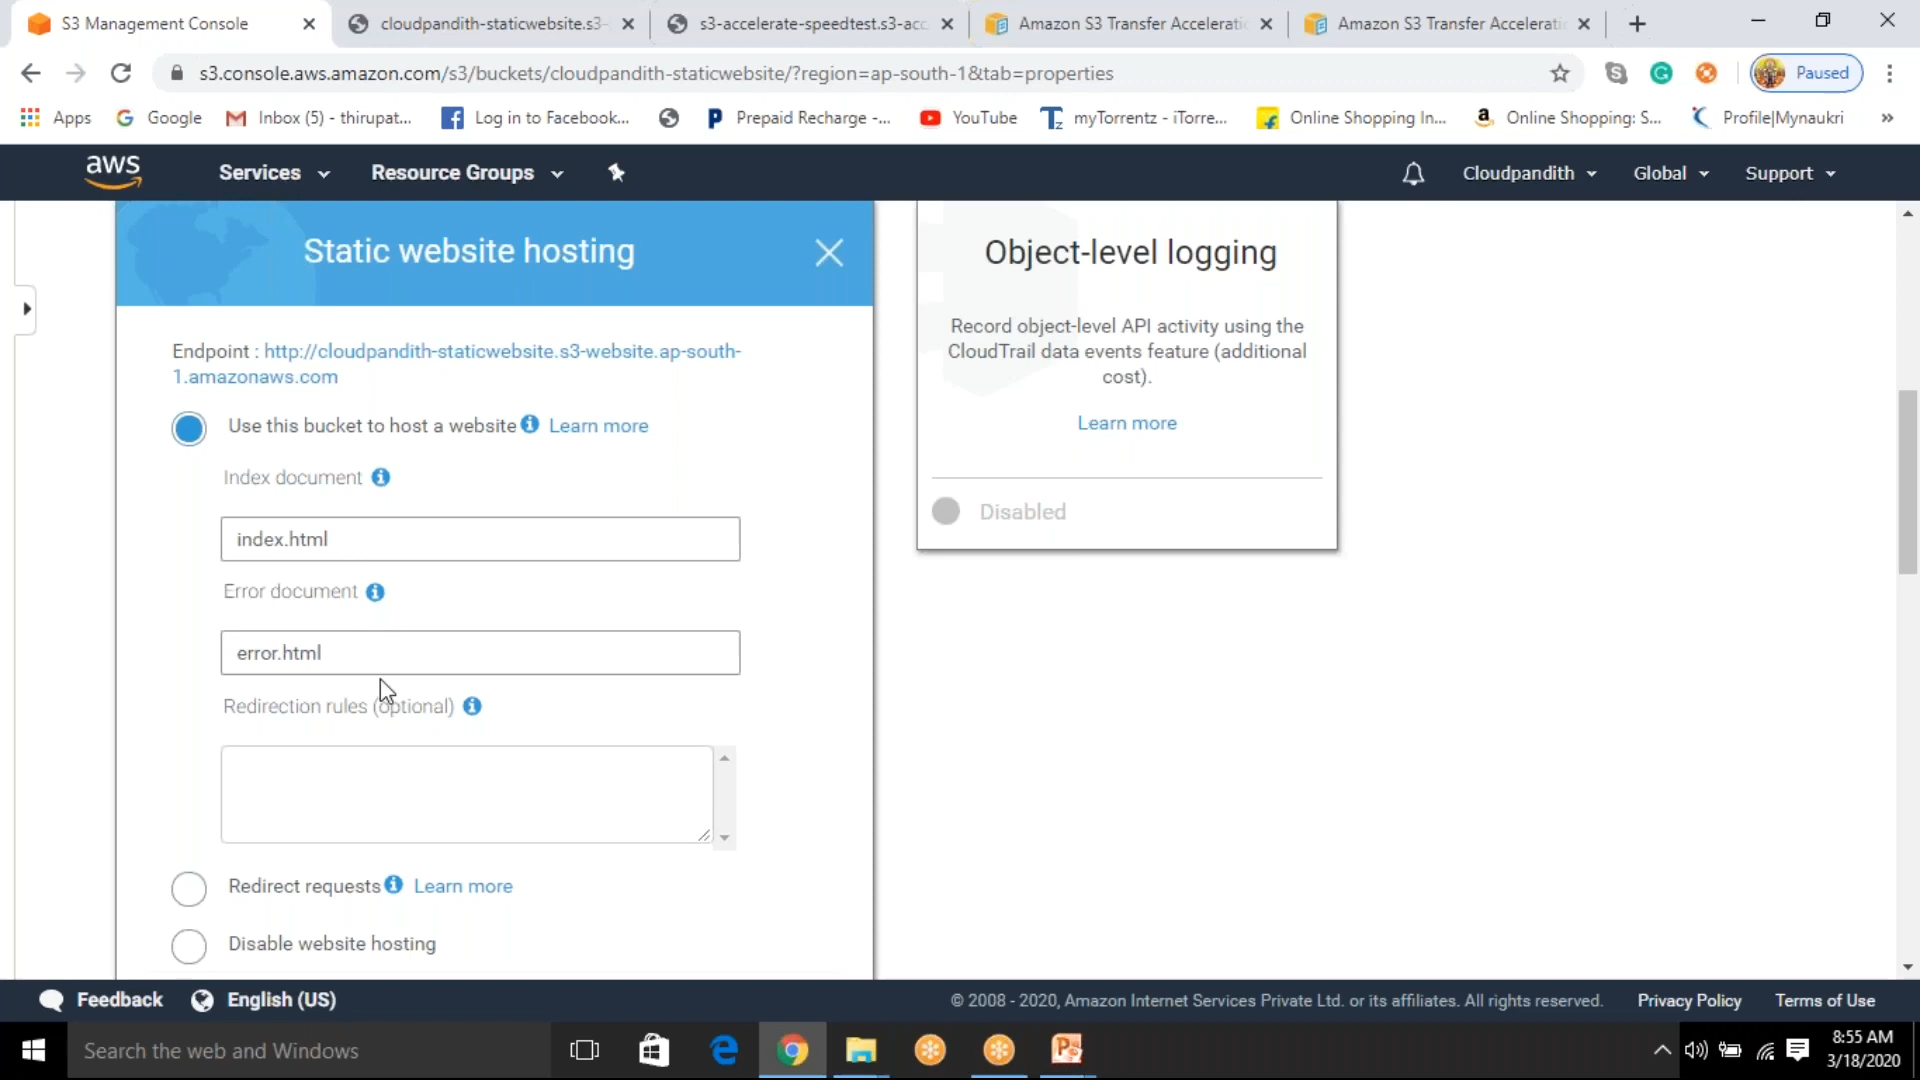 S3 Management Console
cloudpandith-staticwebsite.s3-
s3-accelerate-speedtest.s3-acc
Amazon S3 Transfer Acceleratio
Amazon S3 Transfer Acceleratio
s3.console.aws.amazon.com/s3/buckets/cloudpandith-staticwebsite/?region=ap-south-1&tab=properties
Paused
Apps
Google
Inbox (5) - thirupat...
Log in to Facebook...
Prepaid Recharge -...
YouTube
myTorrentz - iTorre...
Online Shopping In...
Online Shopping: S...
Profile|Mynaukri
»
aws
Services
Resource Groups
Cloudpandith
Global
Support
Static website hosting
Endpoint : http://cloudpandith-staticwebsite.s3-website.ap-south-
1.amazonaws.com
Use this bucket to host a website Learn more
Index document
index.html
Error document
error.html
Redirection rules (optional)
Redirect requests Learn more
Disable website hosting
Object-level logging
Record object-level API activity using the
CloudTrail data events feature (additional
cost).
Learn more
Disabled
Feedback
English (US)
© 2008 - 2020, Amazon Internet Services Private Ltd. or its affiliates. All rights reserved.
Privacy Policy
Terms of Use
Search the web and Windows
8:55 AM
3/18/2020